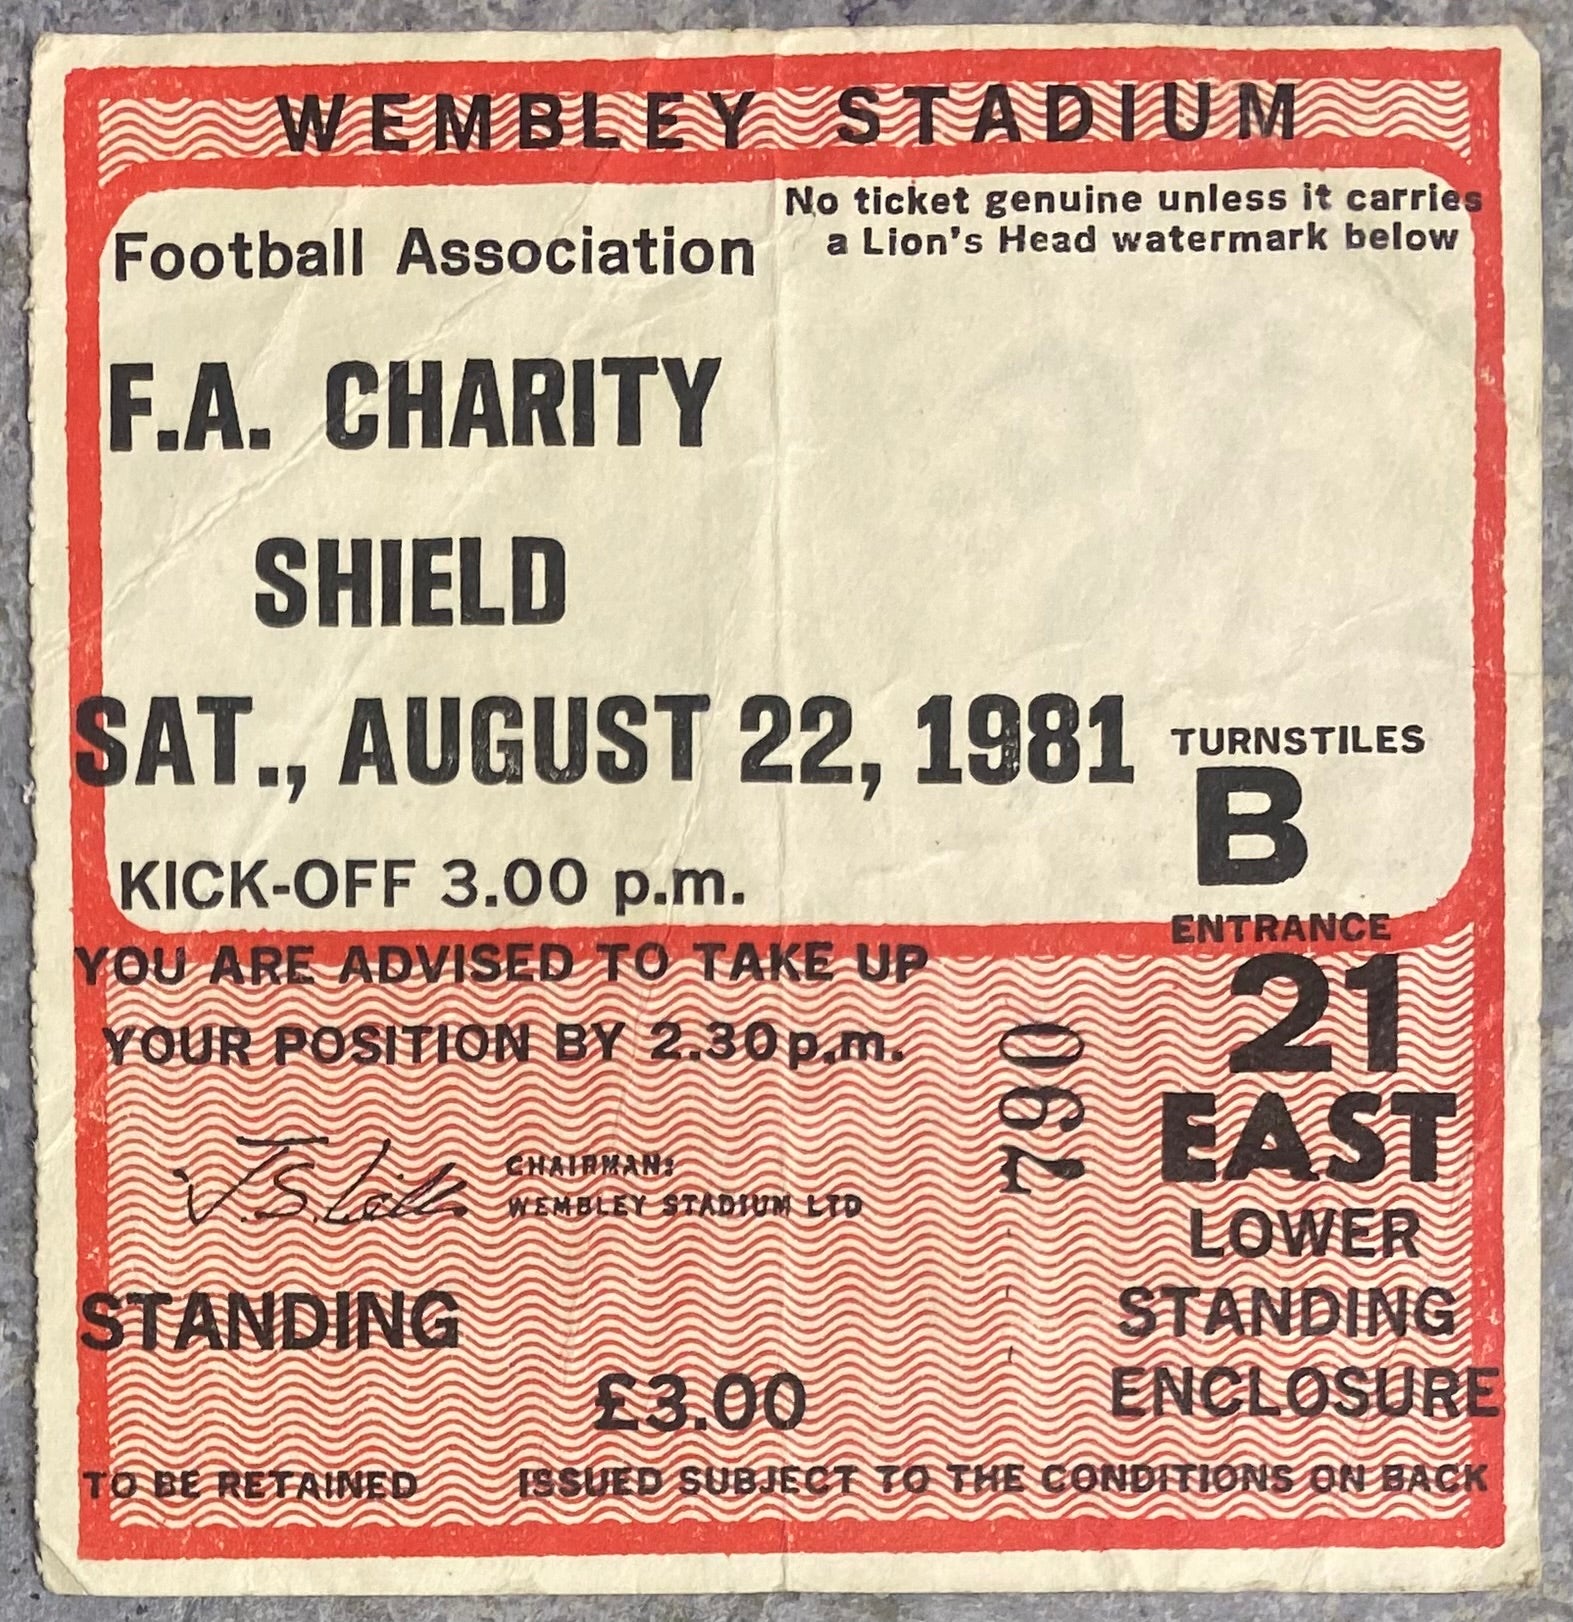 WEMBLEY STADIUM
No ticket genuine unless it carries
a Lion's Head watermark below
Football Association
F.A. CHARITY
SHIELD
SAT., AUGUST 22, 1981
KICK-OFF 3.00 p.m.
TURNSTILES
B
ENTRANCE
21
EAST
LOWER
STANDING
ENCLOSURE
YOU ARE ADVISED TO TAKE UP
YOUR POSITION BY 2.30p.m.
790
CHAIRMAN:
WEMBLEY STADIUM LTD
STANDING
£3.00
TO BE RETAINED ISSUED SUBJECT TO THE CONDITIONS ON BACK